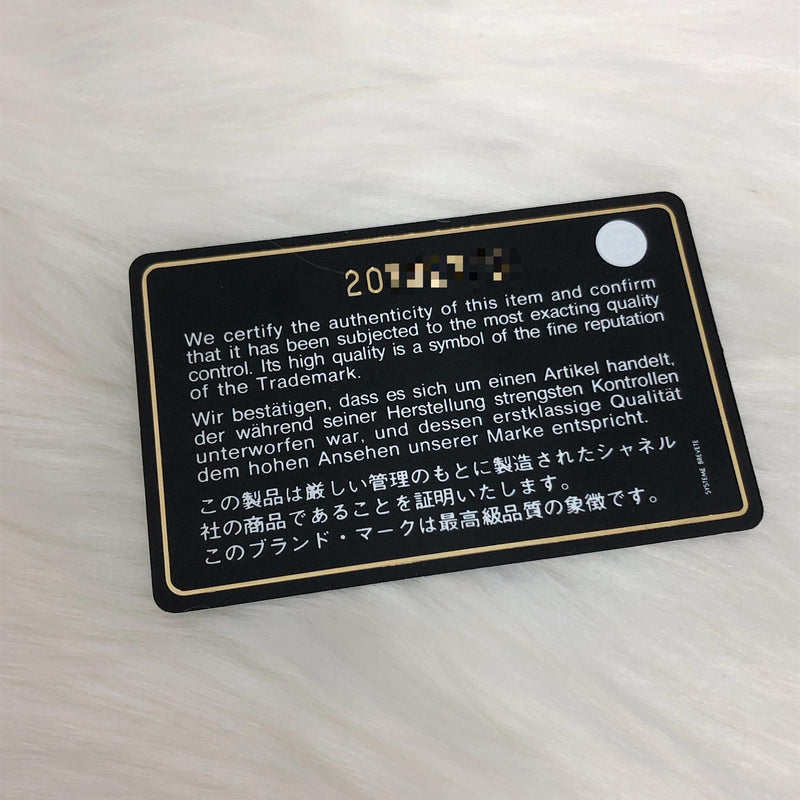 20
We certify the authenticity of this item and confirm
that it has been subjected to the most exacting quality
control. Its high quality is a symbol of the fine reputation
of the Trademark.
Wir bestätigen, dass es sich um einen Artikel handelt,
der während seiner Herstellung strengsten Kontrollen
unterworfen war, und dessen erstklassige Qualität
dem hohen Ansehen unserer Marke entspricht.
この製品は厳しい管理のもとに製造されたシャネル
社の商品であることを証明いたします。
このブランド・マークは最高級品質の象徴です。
SYSTEME BREVETE